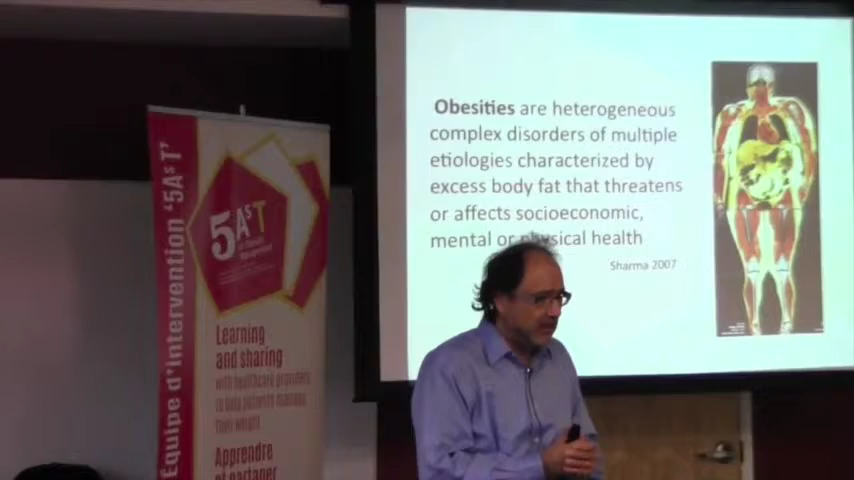 Obesities are heterogeneous
complex disorders of multiple
etiologies characterized by
excess body fat that threatens
or affects socioeconomic,
mental or physical health
Sharma 2007
Équipe d'intervention '5AsT'
5AsT
Learning
and sharing
with healthcare providers
to help patients manage
their weight
Apprendre
et partager